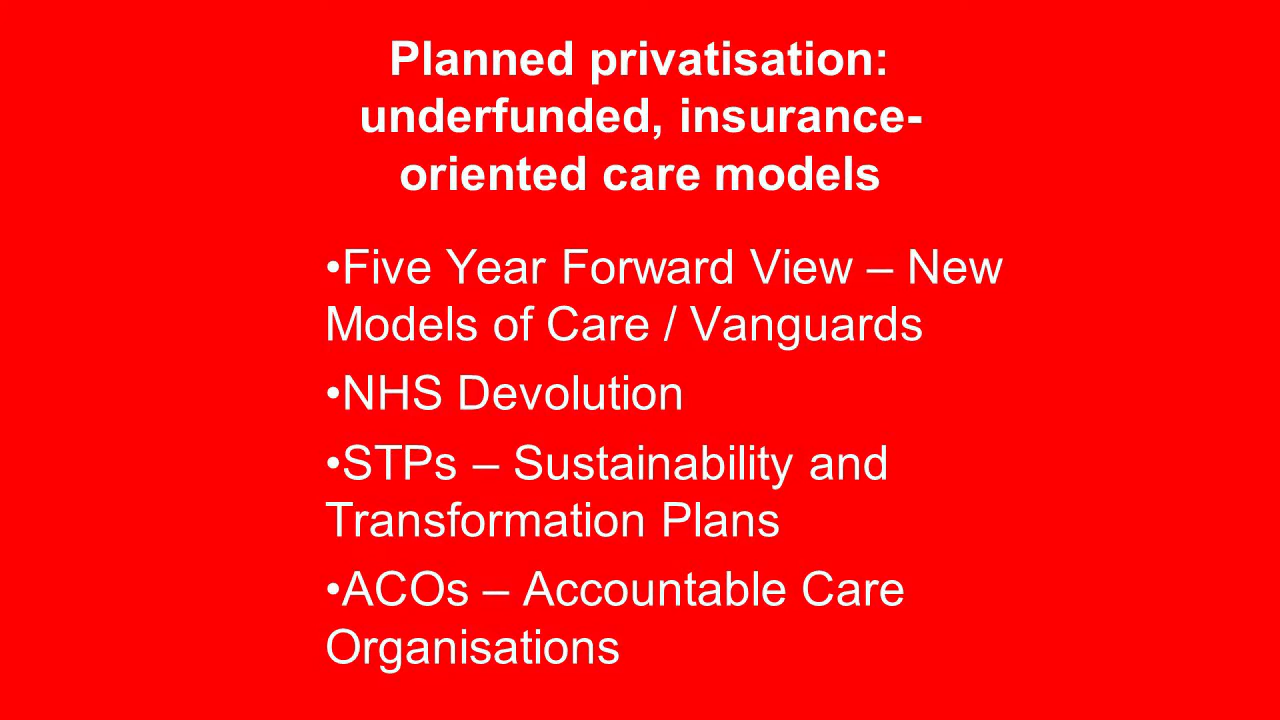 Planned privatisation:
underfunded, insurance-
oriented care models
•Five Year Forward View – New
Models of Care / Vanguards
•NHS Devolution
•STPs – Sustainability and
Transformation Plans
•ACOs – Accountable Care
Organisations